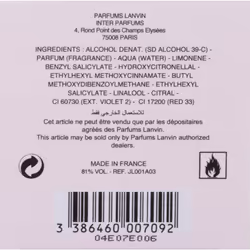 PARFUMS LANVIN
INTER PARFUMS
4, Rond Point des Champs Elysées
75008 PARIS
INGREDIENTS : ALCOHOL DENAT. (SD ALCOHOL 39-C) -
PARFUM (FRAGRANCE) - AQUA (WATER) - LIMONENE -
BENZYL SALICYLATE - HYDROXYCITRONELLAL -
ETHYLHEXYL METHOXYCINNAMATE - BUTYL
METHOXYDIBENZOYLMETHANE - ETHYLHEXYL
SALICYLATE - LINALOOL - CITRAL -
CI 60730 (EXT. VIOLET 2) - CI 17200 (RED 33)
للاستعمال الخارجي فقط
Cet article ne peut être vendu que par les dépositaires
agréés des Parfums Lanvin.
This article may be sold only by Parfums Lanvin authorized
dealers.
MADE IN FRANCE
81% VOL. - REF. JL001A03
3 386460 007092
04E07E006